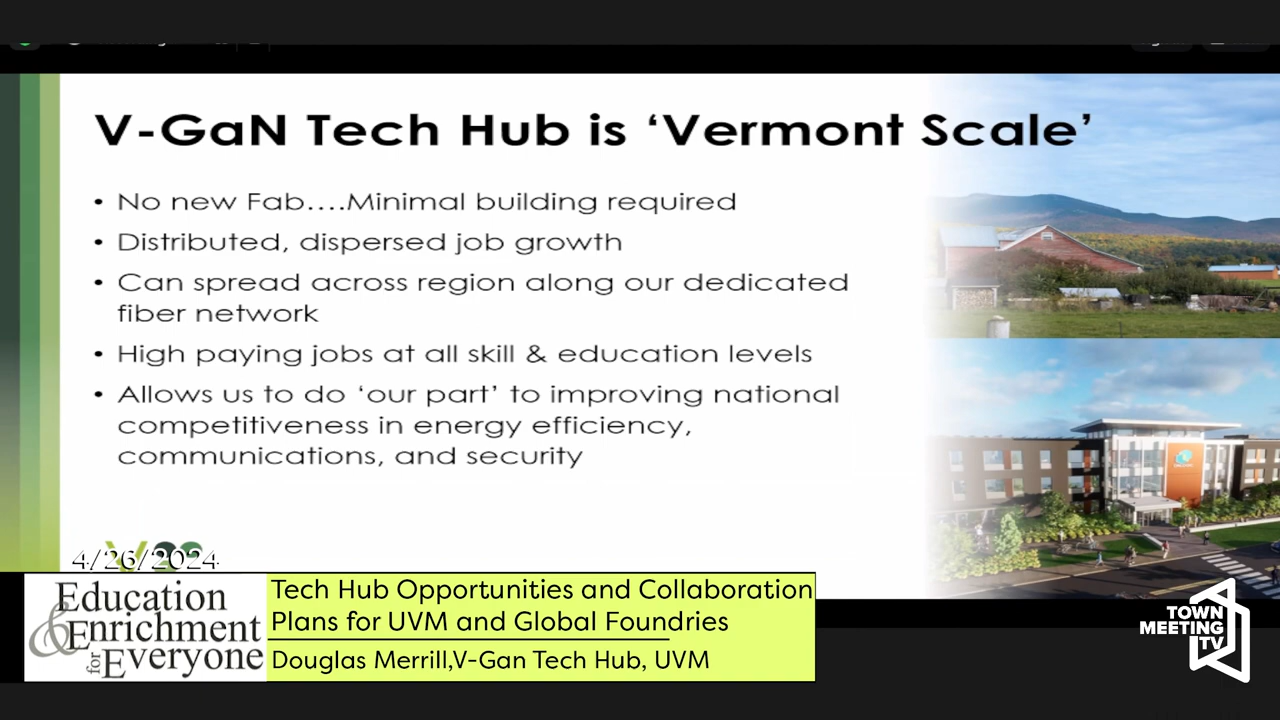 V-GaN Tech Hub is ‘Vermont Scale’
• No new Fab....Minimal building required
• Distributed, dispersed job growth
• Can spread across region along our dedicated
fiber network
• High paying jobs at all skill & education levels
• Allows us to do ‘our part’ to improving national
competitiveness in energy efficiency,
communications, and security
4/26/2024
Education
& Enrichment
for Everyone
Tech Hub Opportunities and Collaboration
Plans for UVM and Global Foundries
Douglas Merrill,V-Gan Tech Hub, UVM
TOWN
MEETING
TV